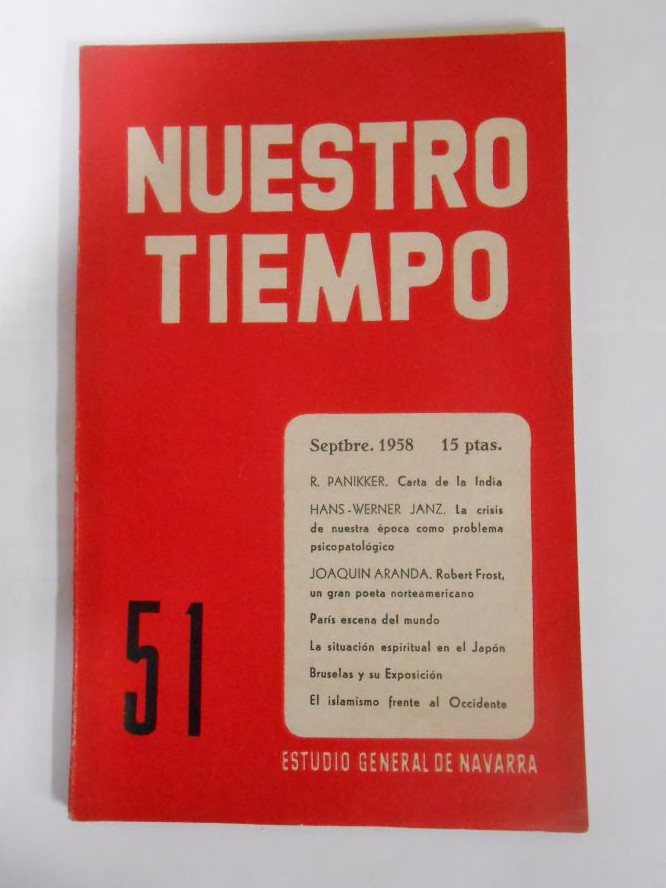 NUESTRO
TIEMPO
Septbre. 1958 15 ptas.
R. PANIKKER. Carta de la India
HANS-WERNER JANZ. La crisis
de nuestra época como problema
psicopatológico
JOAQUIN ARANDA. Robert Frost,
un gran poeta norteamericano
París escena del mundo
La situación espiritual en el Japón
Bruselas y su Exposición
El islamismo frente al Occidente
51
ESTUDIO GENERAL DE NAVARRA